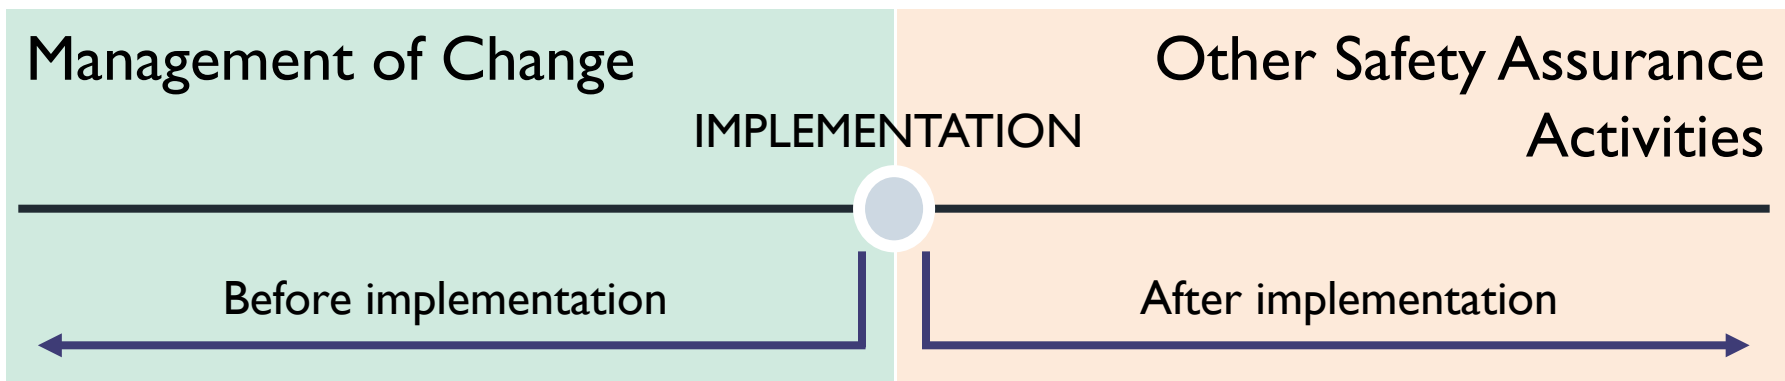 Management of Change
Other Safety Assurance
Activities
IMPLEMENTATION
Before implementation
After implementation